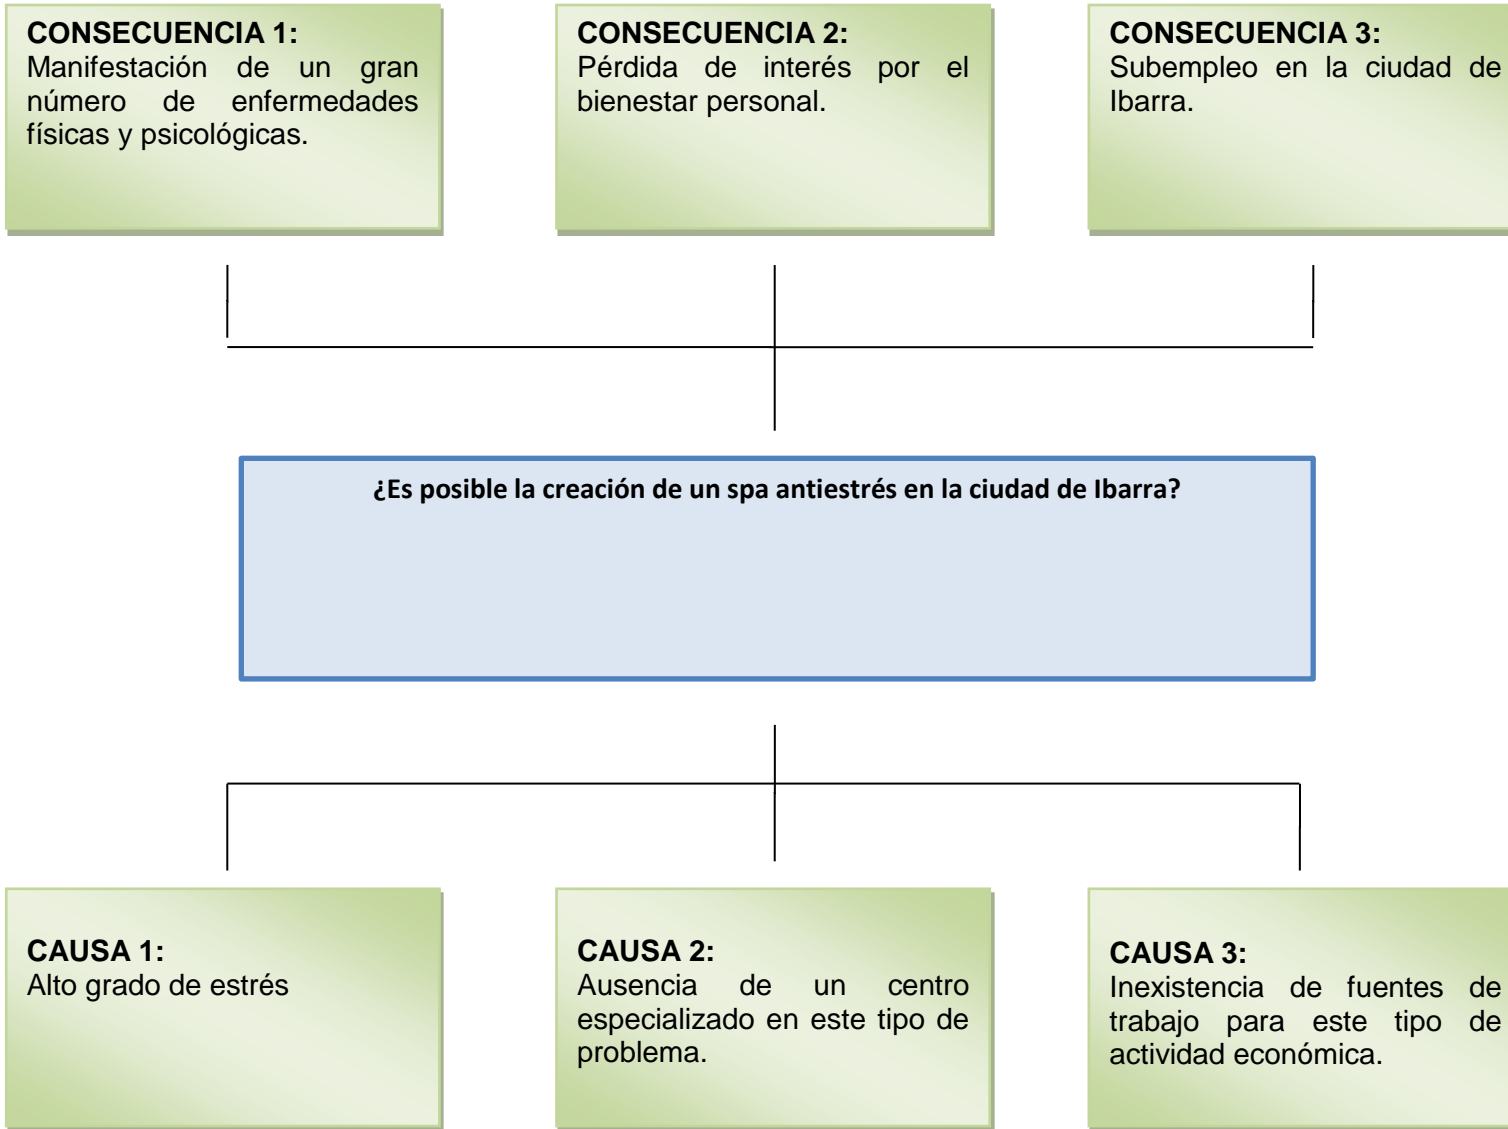 CONSECUENCIA 1:
Manifestación de un gran
número de enfermedades
físicas y psicológicas.
CONSECUENCIA 2:
Pérdida de interés por el
bienestar personal.
CONSECUENCIA 3:
Subempleo en la ciudad de
Ibarra.
¿Es posible la creación de un spa antiestrés en la ciudad de Ibarra?
CAUSA 1:
Alto grado de estrés
CAUSA 2:
Ausencia de un centro
especializado en este tipo de
problema.
CAUSA 3:
Inexistencia de fuentes de
trabajo para este tipo de
actividad económica.